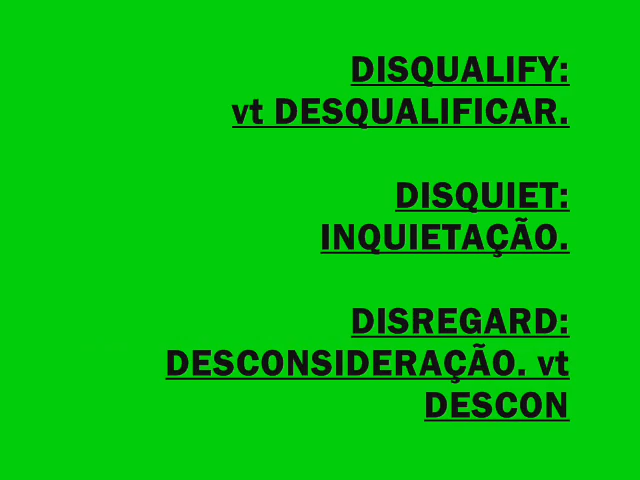 DISQUALIFY:
vt DESQUALIFICAR.
DISQUIET:
INQUIETAÇÃO.
DISREGARD:
DESCONSIDERAÇÃO. vt
DESCON